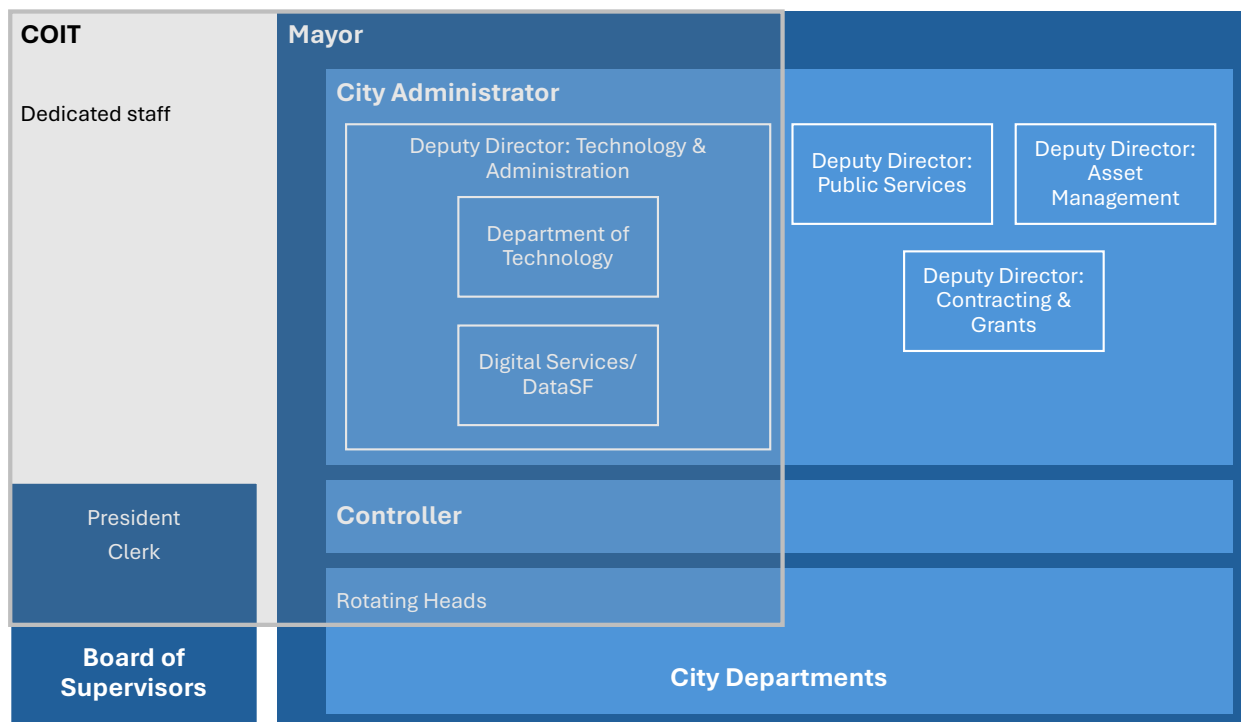 COIT
Dedicated staff
Mayor
City Administrator
Deputy Director: Technology &
Administration
Department of
Technology
Digital Services/
DataSF
Deputy Director:
Public Services
Deputy Director:
Asset
Management
Deputy Director:
Contracting &
Grants
President
Clerk
Controller
Rotating Heads
Board of
Supervisors
City Departments